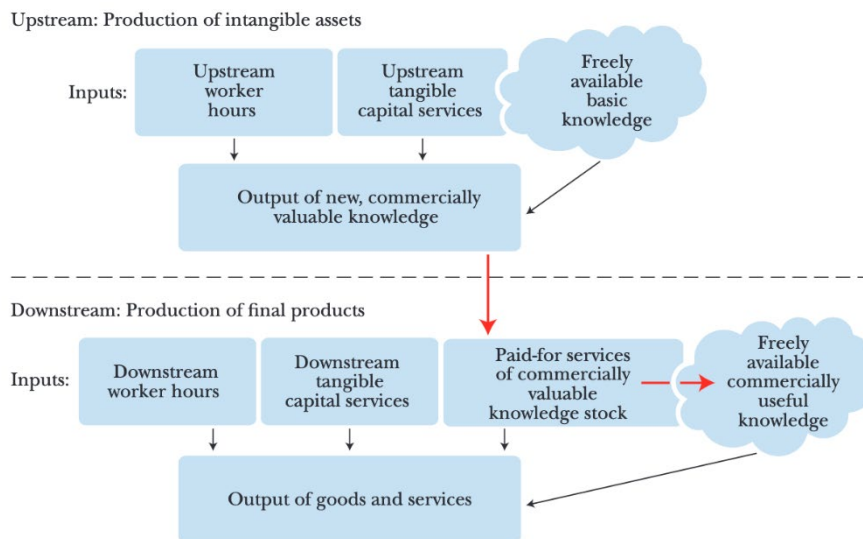 Upstream: Production of intangible assets
Inputs:
Upstream
worker
hours
Upstream
tangible
capital services
Freely
available
basic
knowledge
Output of new, commercially
valuable knowledge
Downstream: Production of final products
Inputs:
Downstream
worker hours
Downstream
tangible
capital services
Paid-for services
of commercially
valuable
knowledge stock
Freely
available
commercially
useful
knowledge
Output of goods and services